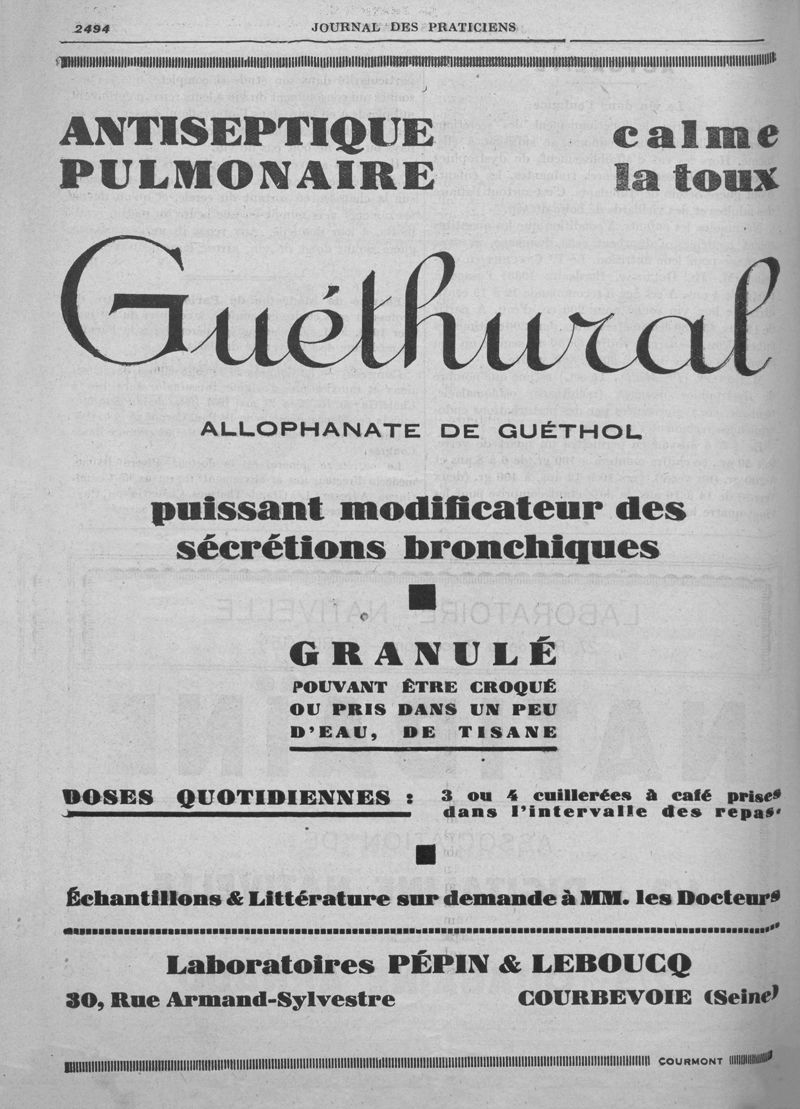 2494
JOURNAL DES PRATICIENS
ANTISEPTIQUE
PULMONAIRE
calme
la toux
Guéthural
ALLOPHANATE DE GUÉTHOL
puissant modificateur des
sécrétions bronchiques
GRANULÉ
POUVANT ÊTRE CROQUÉ
OU PRIS DANS UN PEU
D'EAU, DE TISANE
DOSES QUOTIDIENNES :
3 ou 4 cuillerées à café prises
dans l'intervalle des repas.
Échantillons & Littérature sur demande à MM. les Docteurs
Laboratoires PÉPIN & LEBOUCQ
30, Rue Armand-Sylvestre
COURBEVOIE (Seine)
COURMONT